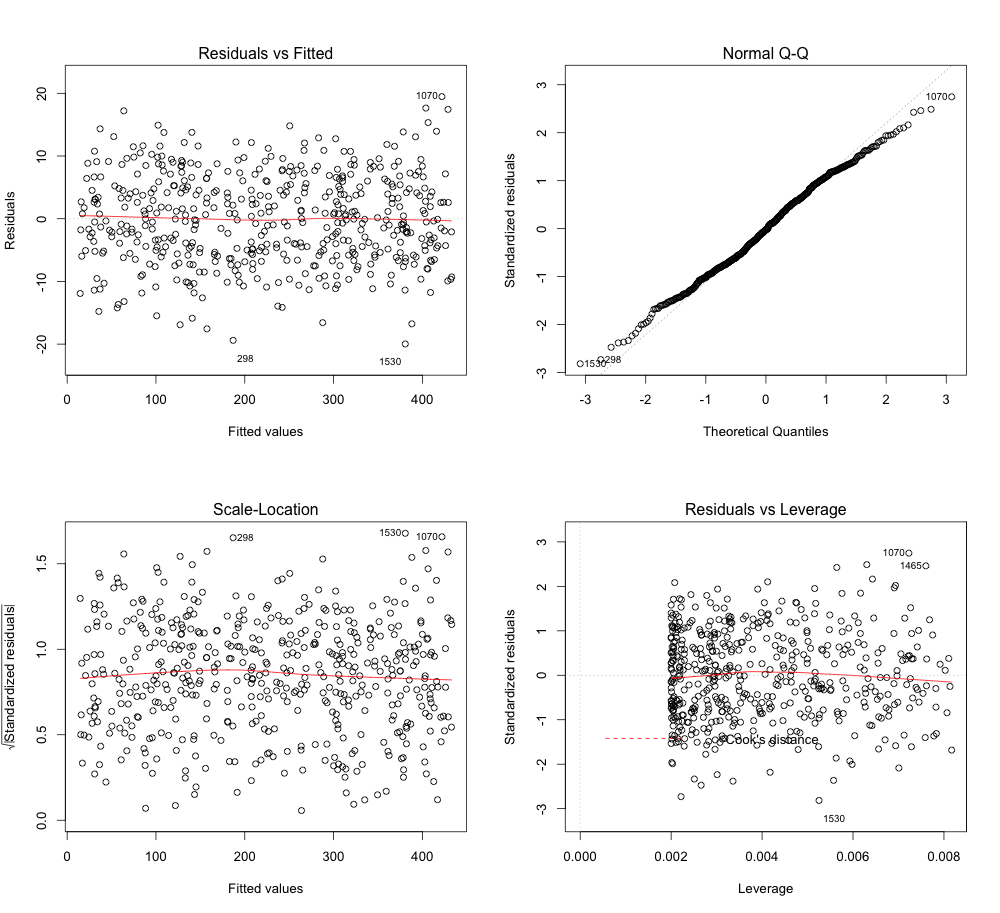 Residuals vs Fitted
Residuals
20
10
0
-10
-20
1070
298
1530
0 100 200 300 400
Fitted values
Normal Q-Q
Standardized residuals
3
2
1
0
-1
-2
-3
1070
1530 298
-3 -2 -1 0 1 2 3
Theoretical Quantiles
Scale-Location
√|Standardized residuals|
1.5
1.0
0.5
0.0
298
1530 1070
0 100 200 300 400
Fitted values
Residuals vs Leverage
Standardized residuals
3
2
1
0
-1
-2
-3
1070
1465
Cook's distance
1530
0.000 0.002 0.004 0.006 0.008
Leverage